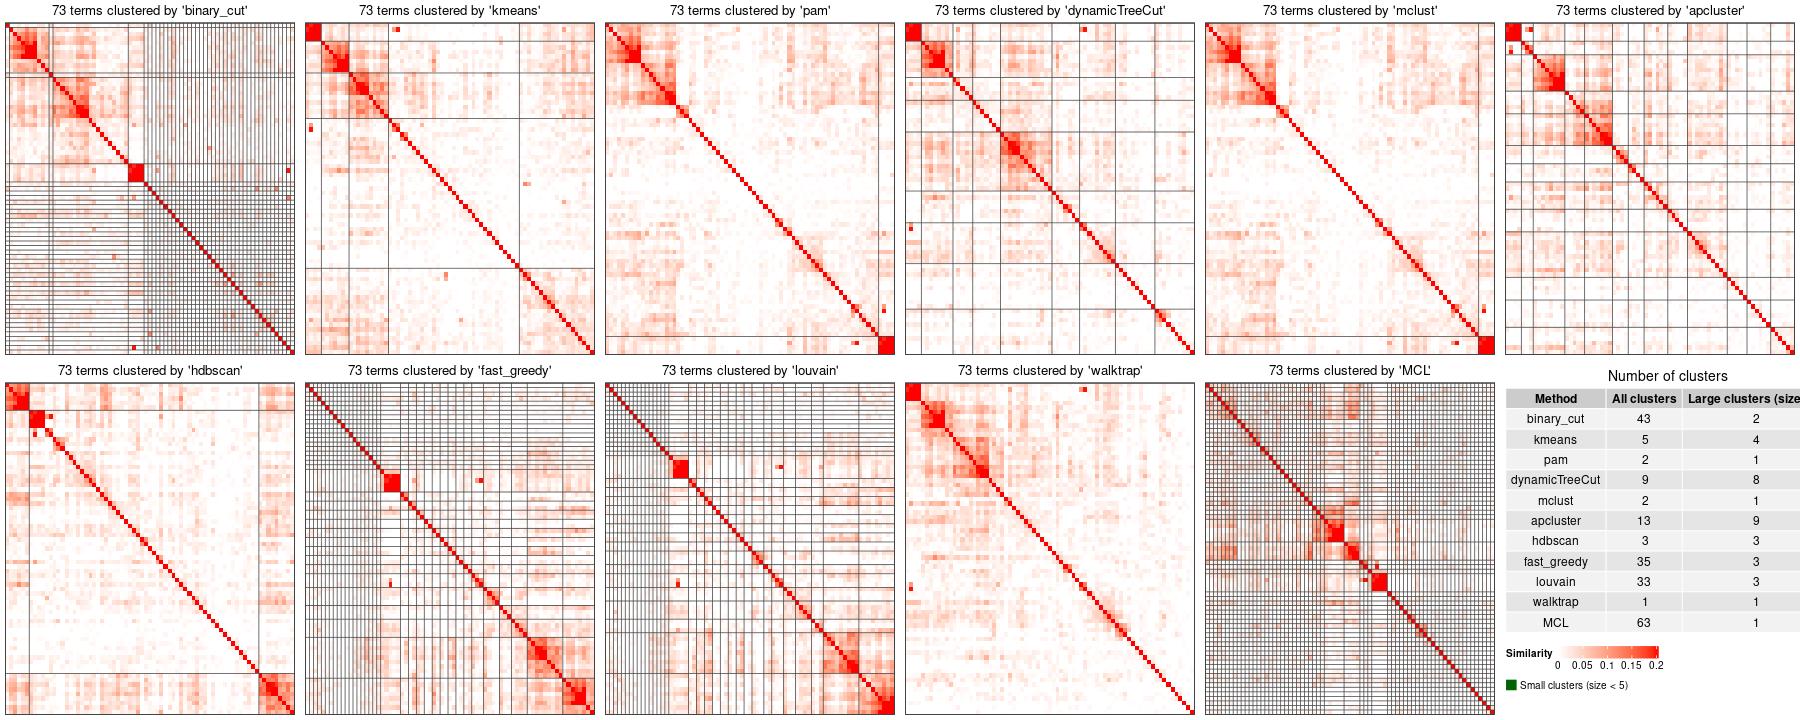 73 terms clustered by 'binary_cut'
73 terms clustered by 'kmeans'
73 terms clustered by 'pam'
73 terms clustered by 'dynamicTreeCut'
73 terms clustered by 'mclust'
73 terms clustered by 'apcluster'
73 terms clustered by 'hdbscan'
73 terms clustered by 'fast_greedy'
73 terms clustered by 'louvain'
73 terms clustered by 'walktrap'
73 terms clustered by 'MCL'
Number of clusters
Method All clusters Large clusters (size
binary_cut 43 2
kmeans 5 4
pam 2 1
dynamicTreeCut 9 8
mclust 2 1
apcluster 13 9
hdbscan 3 3
fast_greedy 35 3
louvain 33 3
walktrap 1 1
MCL 63 1
Similarity
0 0.05 0.1 0.15 0.2
Small clusters (size < 5)